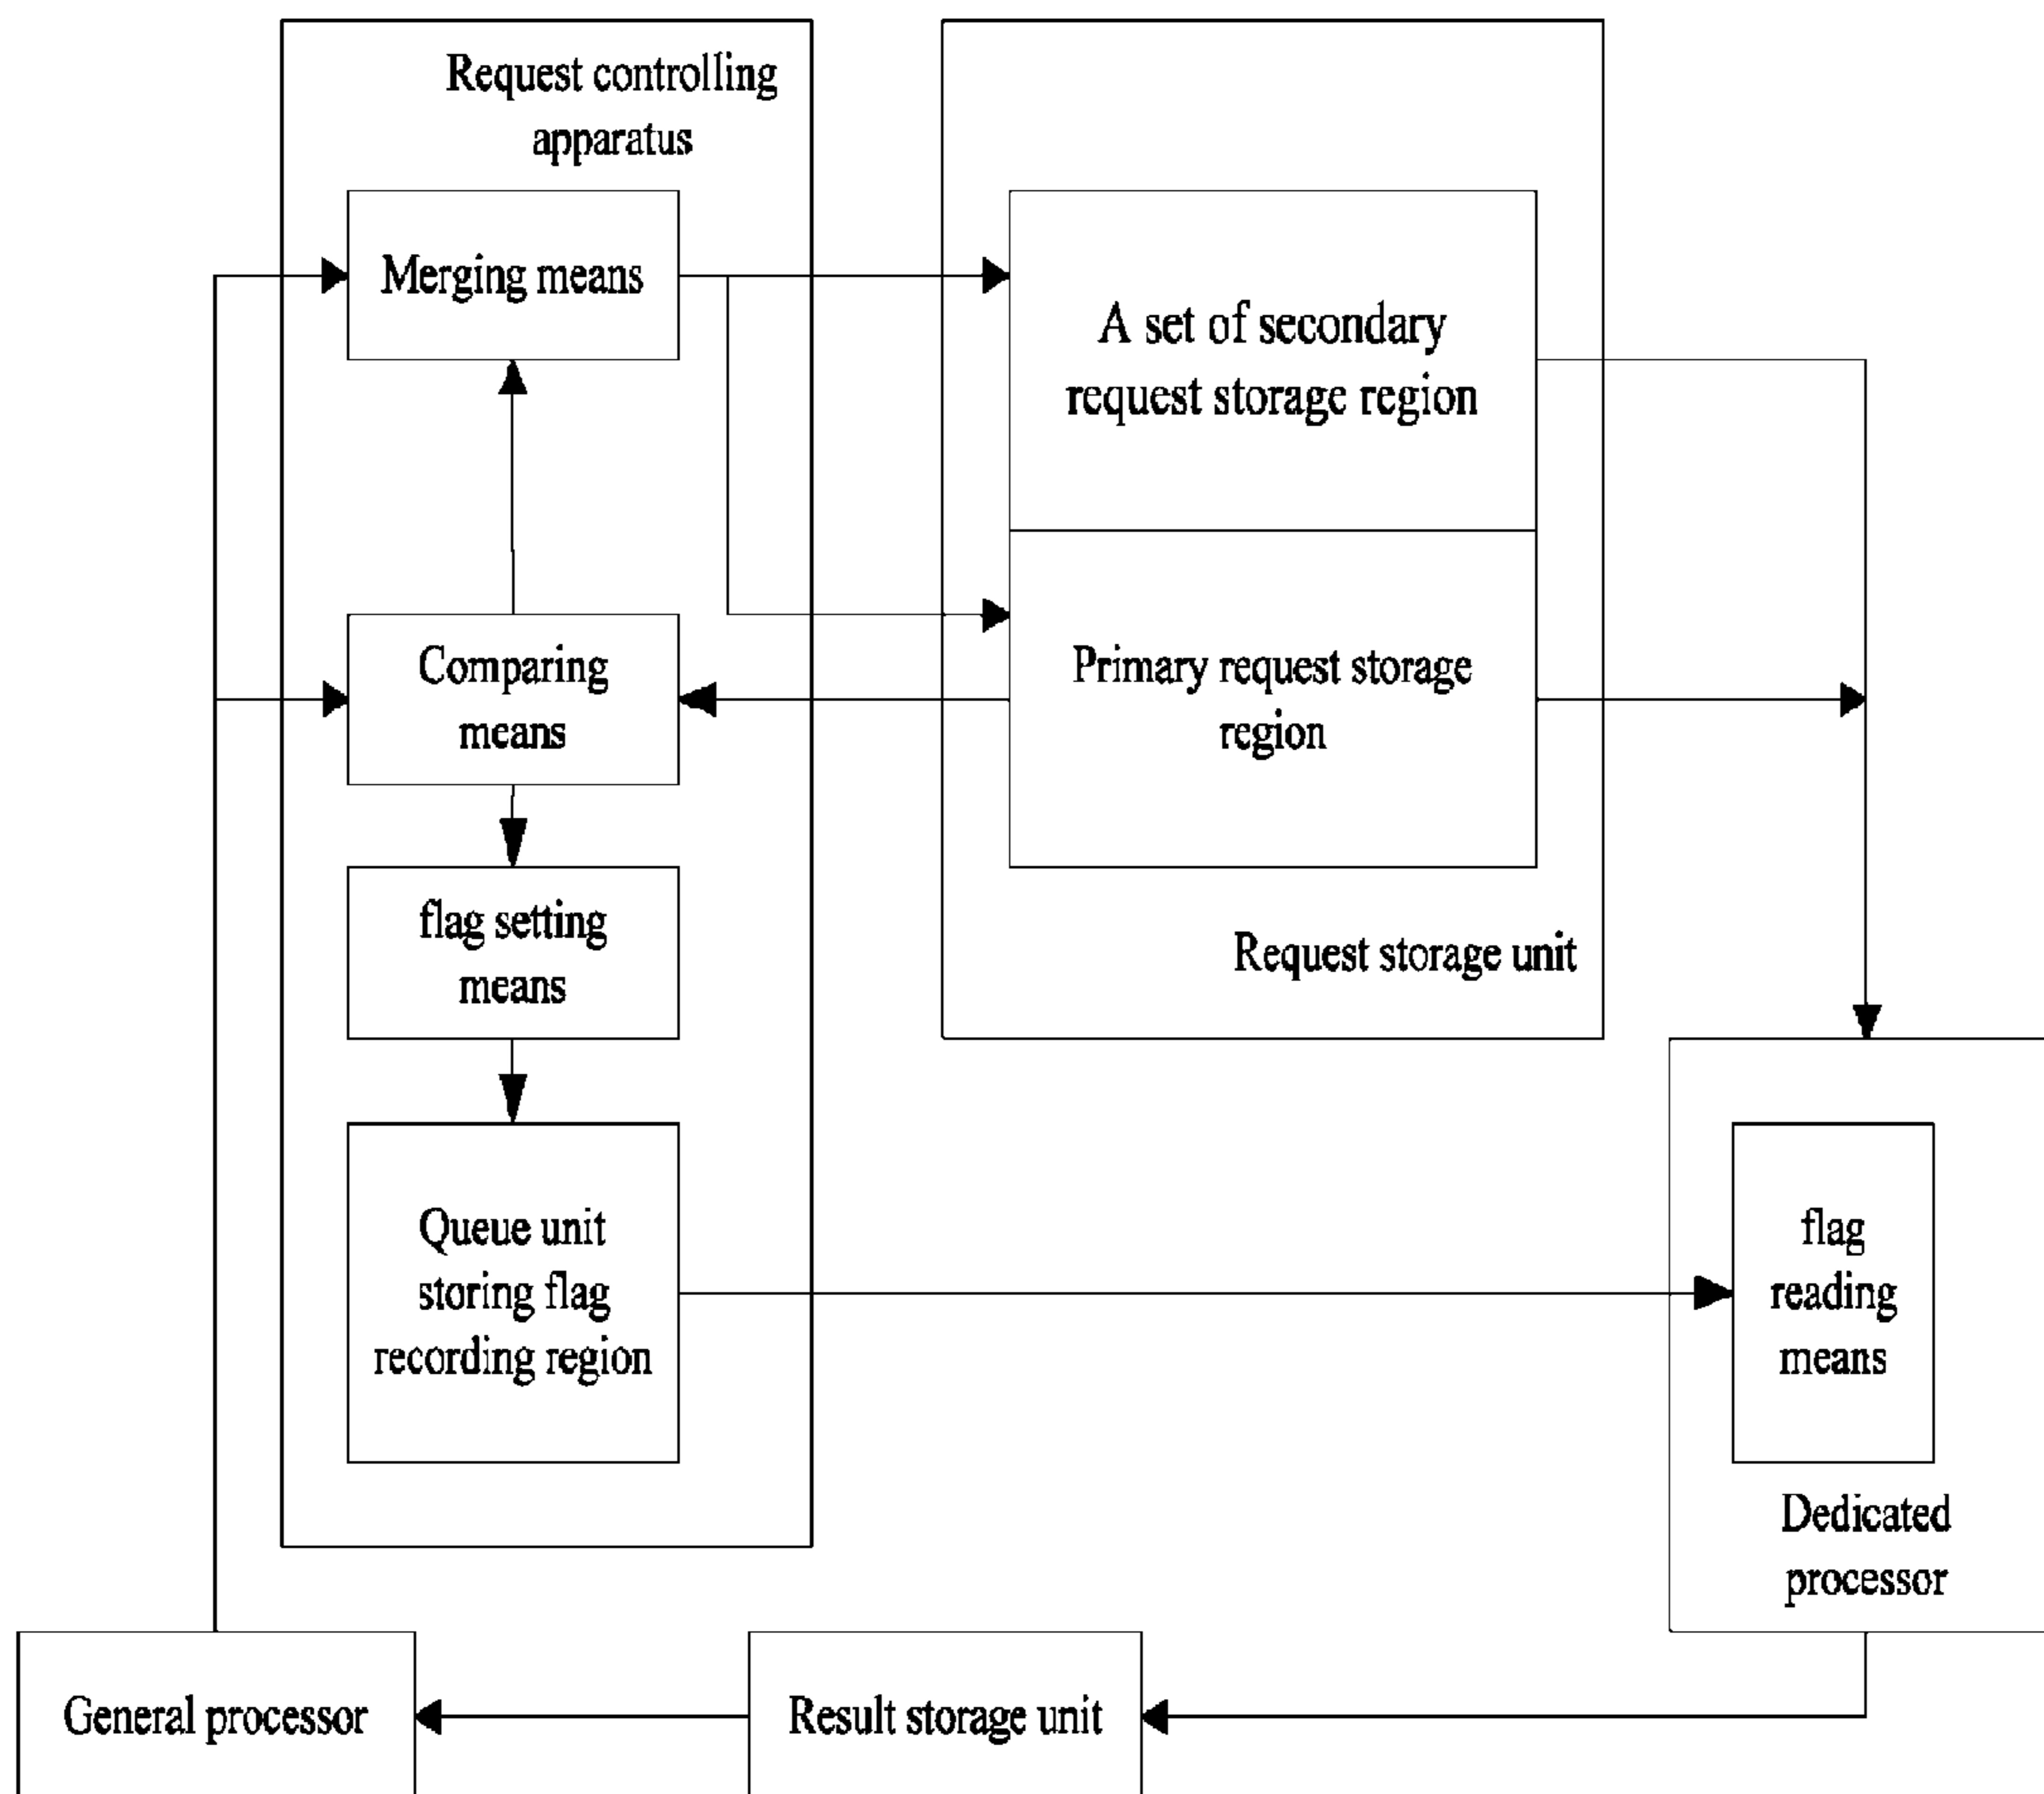 Request controlling
apparatus
Merging means
A set of secondary
request storage region
Comparing
means
Primary request storage
region
flag setting
means
Request storage unit
Queue unit
storing flag
recording region
flag
reading
means
Dedicated
processor
General processor
Result storage unit